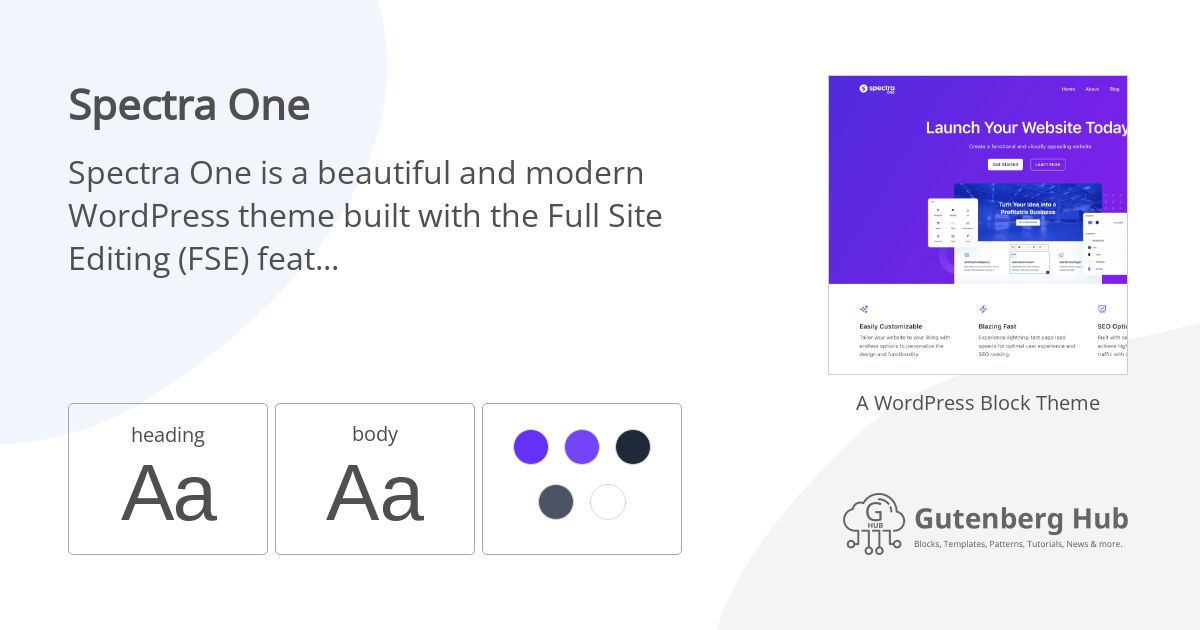 Spectra One
Spectra One is a beautiful and modern
WordPress theme built with the Full Site
Editing (FSE) feat...
heading
Aa
body
Aa
spectra
one
Home About Blog
Launch Your Website Today
Create a functional and visually appealing website
Get Started Learn More
Turn Your Idea into a
Profitable Business
Easily Customizable
Tailor your website to your liking with
endless options to personalize the
design and functionality.
Blazing Fast
Experience lightning-fast page load
speeds for optimal user experience and
SEO ranking.
SEO
Built with
achieve
traffic with
A WordPress Block Theme
G
HUB
Gutenberg Hub
Blocks, Templates, Patterns, Tutorials, News & more.